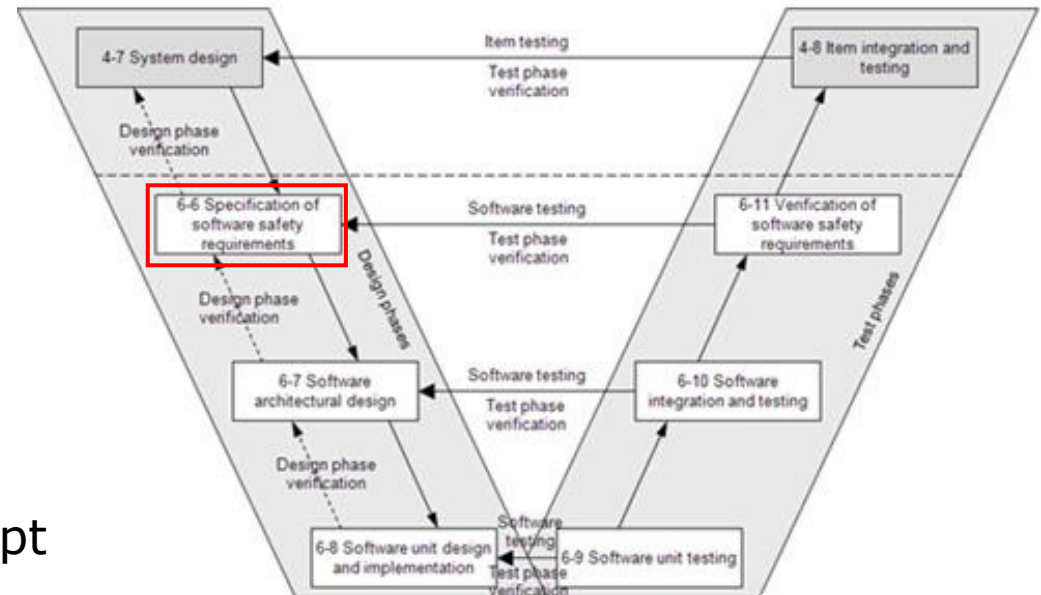 4-7 System design
Item testing
Test phase
verification
4-8 Item integration and
testing
Design phase
verification
6-6 Specification of
software safety
requirements
Software testing
Test phase
verification
6-11 Verification of
software safety
requirements
Design phases
Test phases
Design phase
verification
6-7 Software
architectural design
Software testing
Test phase
verification
6-10 Software
integration and testing
Design phase
verification
pt
6-8 Software unit design
and implementation
Software
testing
Test phase
verification
6-9 Software unit testing